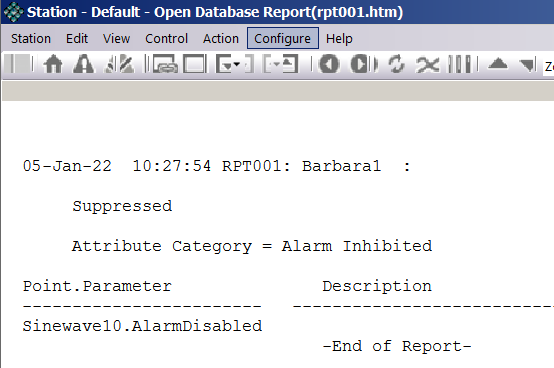 Station - Default - Open Database Report(rpt001.htm)
Station Edit View Control Action Configure Help
05-Jan-22 10:27:54 RPT001: Barbara1 :
Suppressed
Attribute Category = Alarm Inhibited
Point.Parameter Description
------------------------ --------------------------
Sinewave10.AlarmDisabled
-End of Report-